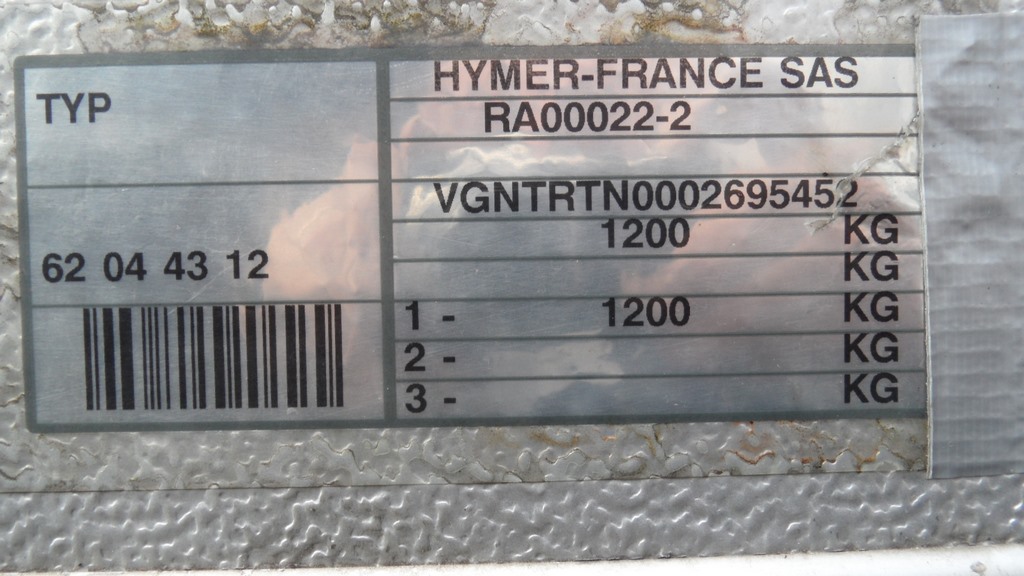 TYP
62 04 43 12
HYMER-FRANCE SAS
RA00022-2
VGNTRTN0002695452
1200 KG
KG
1 - 1200 KG
2 - KG
3 - KG